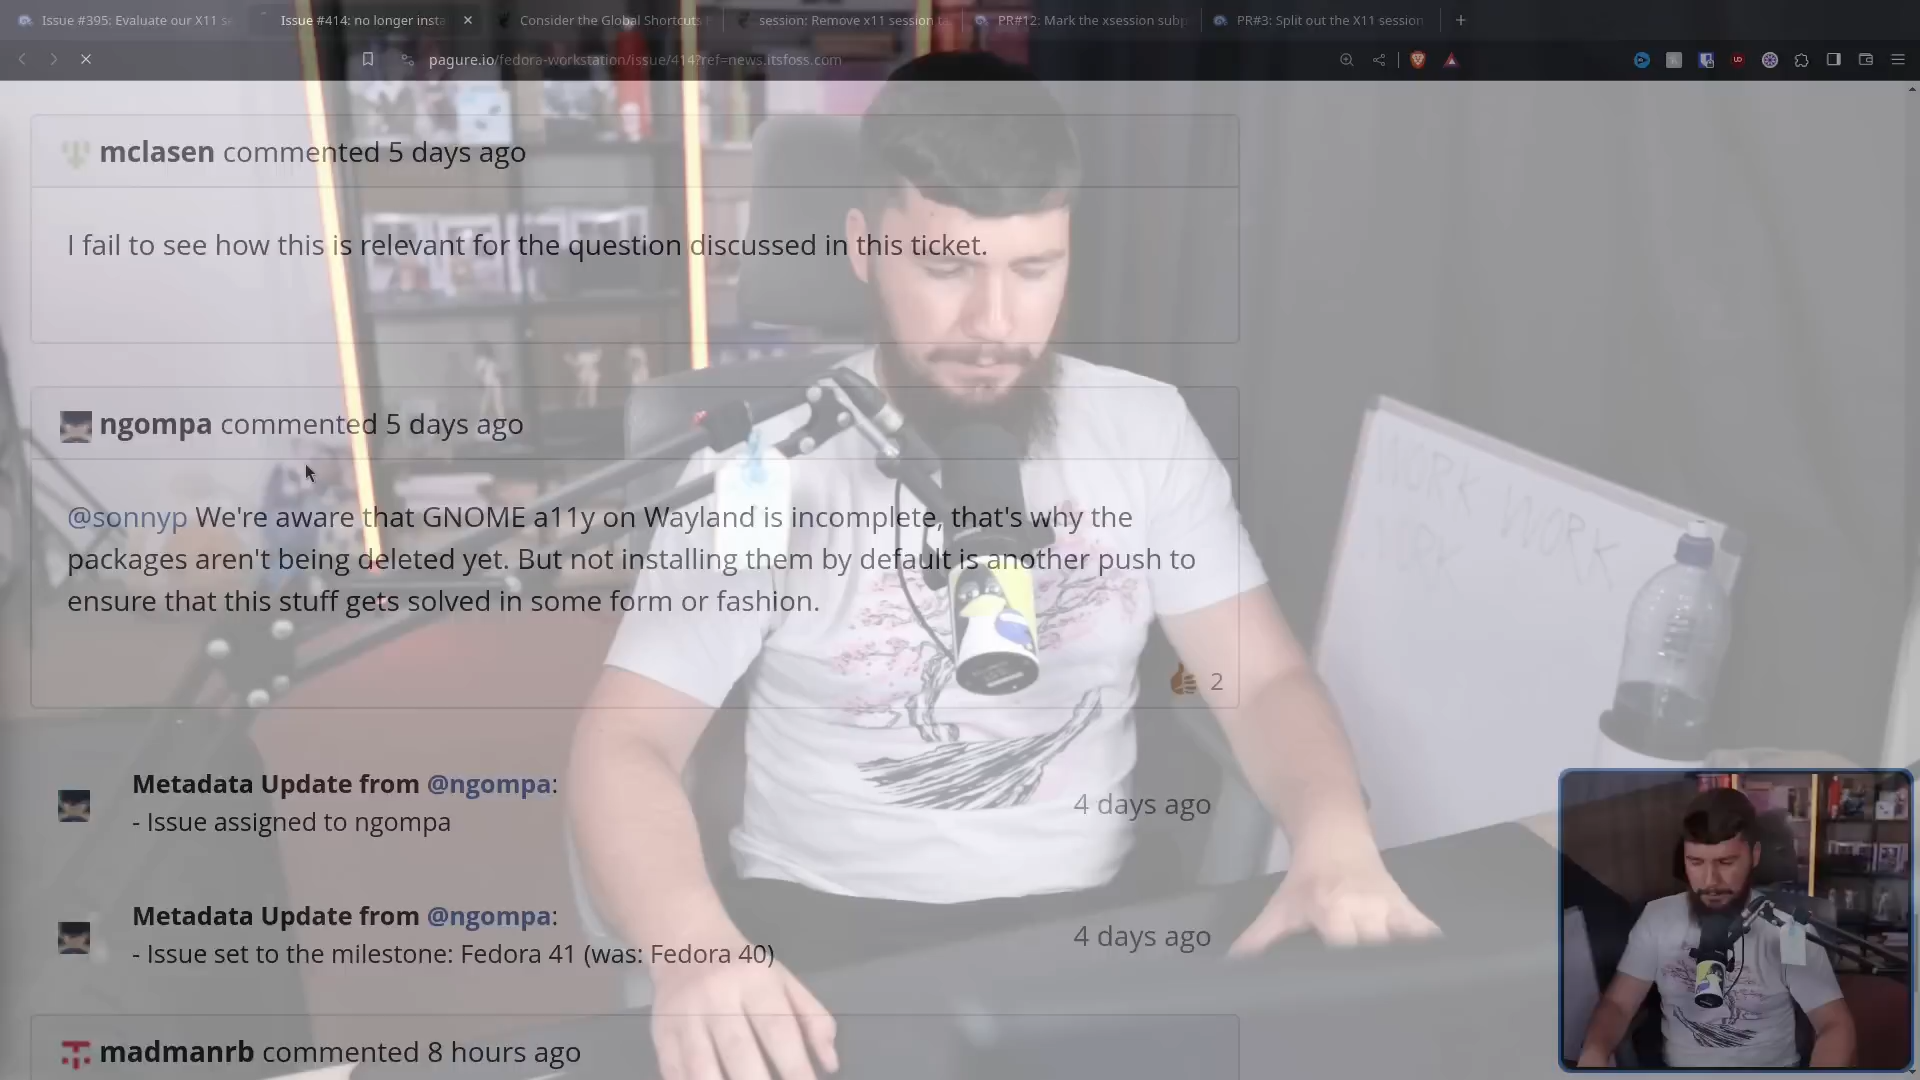 Issue #395: Evaluate our X11 se
Issue #414: no longer insta
Consider the Global Shortcuts
session: Remove x11 session ta
PR#12: Mark the xsession subp
PR#3: Split out the X11 session
pagure.io/fedora-workstation/issue/414?ref=news.itsfoss.com
mclasen commented 5 days ago
I fail to see how this is relevant for the question discussed in this ticket.
ngompa commented 5 days ago
@sonnyp We're aware that GNOME a11y on Wayland is incomplete, that's why the
packages aren't being deleted yet. But not installing them by default is another push to
ensure that this stuff gets solved in some form or fashion.
2
WORK WORK
Metadata Update from @ngompa:
- Issue assigned to ngompa
4 days ago
Metadata Update from @ngompa:
- Issue set to the milestone: Fedora 41 (was: Fedora 40)
4 days ago
madmanrb commented 8 hours ago